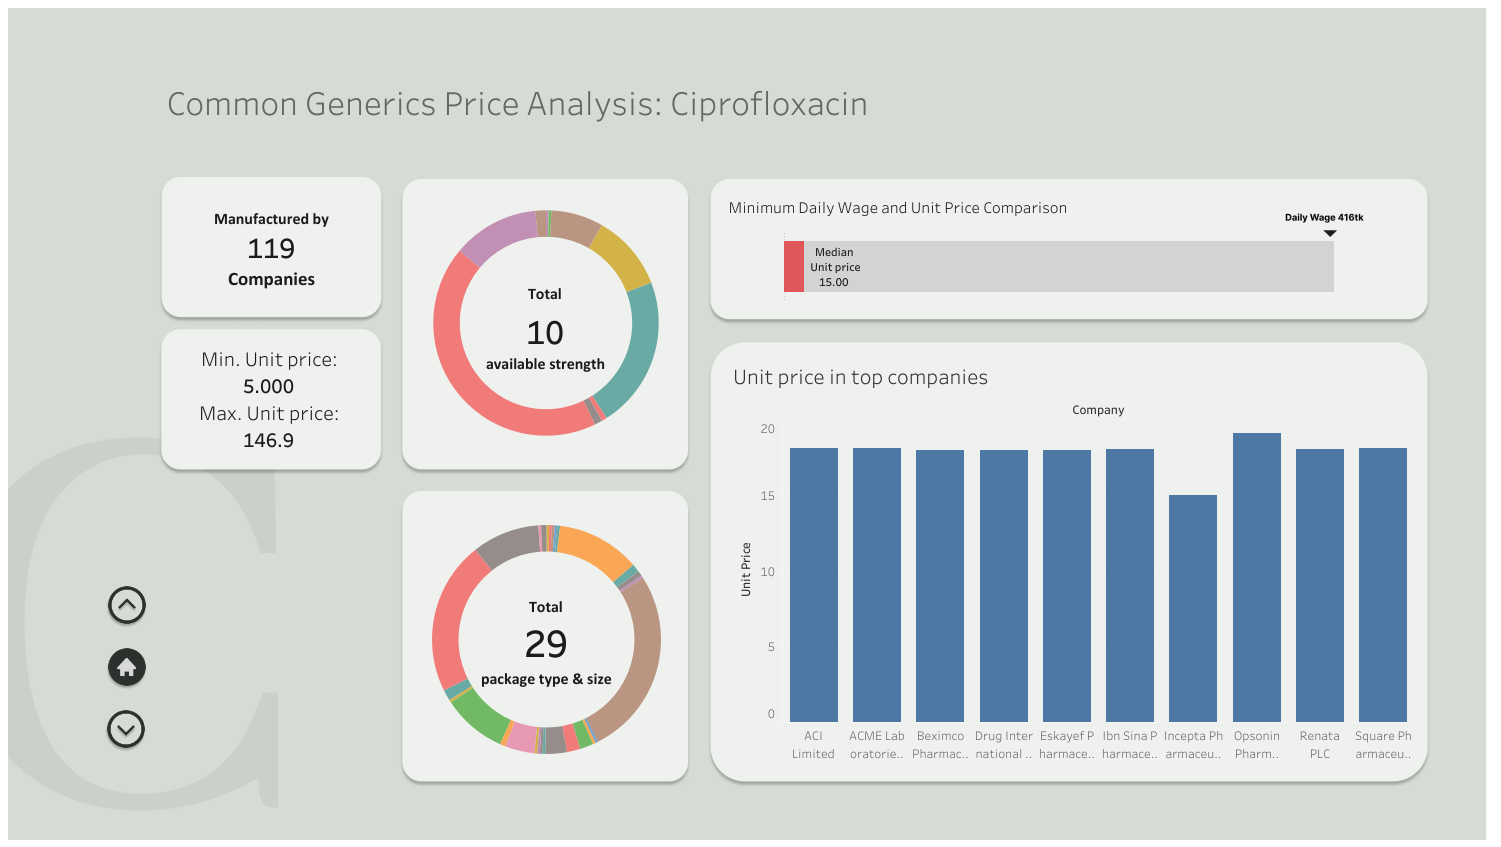 Common Generics Price Analysis: Ciprofloxacin
Manufactured by
119
Companies
Min. Unit price:
5.000
Max. Unit price:
146.9
Total
10
available strength
Total
29
package type & size
Minimum Daily Wage and Unit Price Comparison
Daily Wage 416tk
Median
Unit price
15.00
Unit price in top companies
Company
Unit Price
20
15
10
5
0
ACI
Limited
ACME Lab
oratorie..
Beximco
Pharmac..
Drug Inter
national ..
Eskayef P
harmace..
Ibn Sina P
harmace..
Incepta Ph
armaceu..
Opsonin
Pharm..
Renata
PLC
Square Ph
armaceu..
C